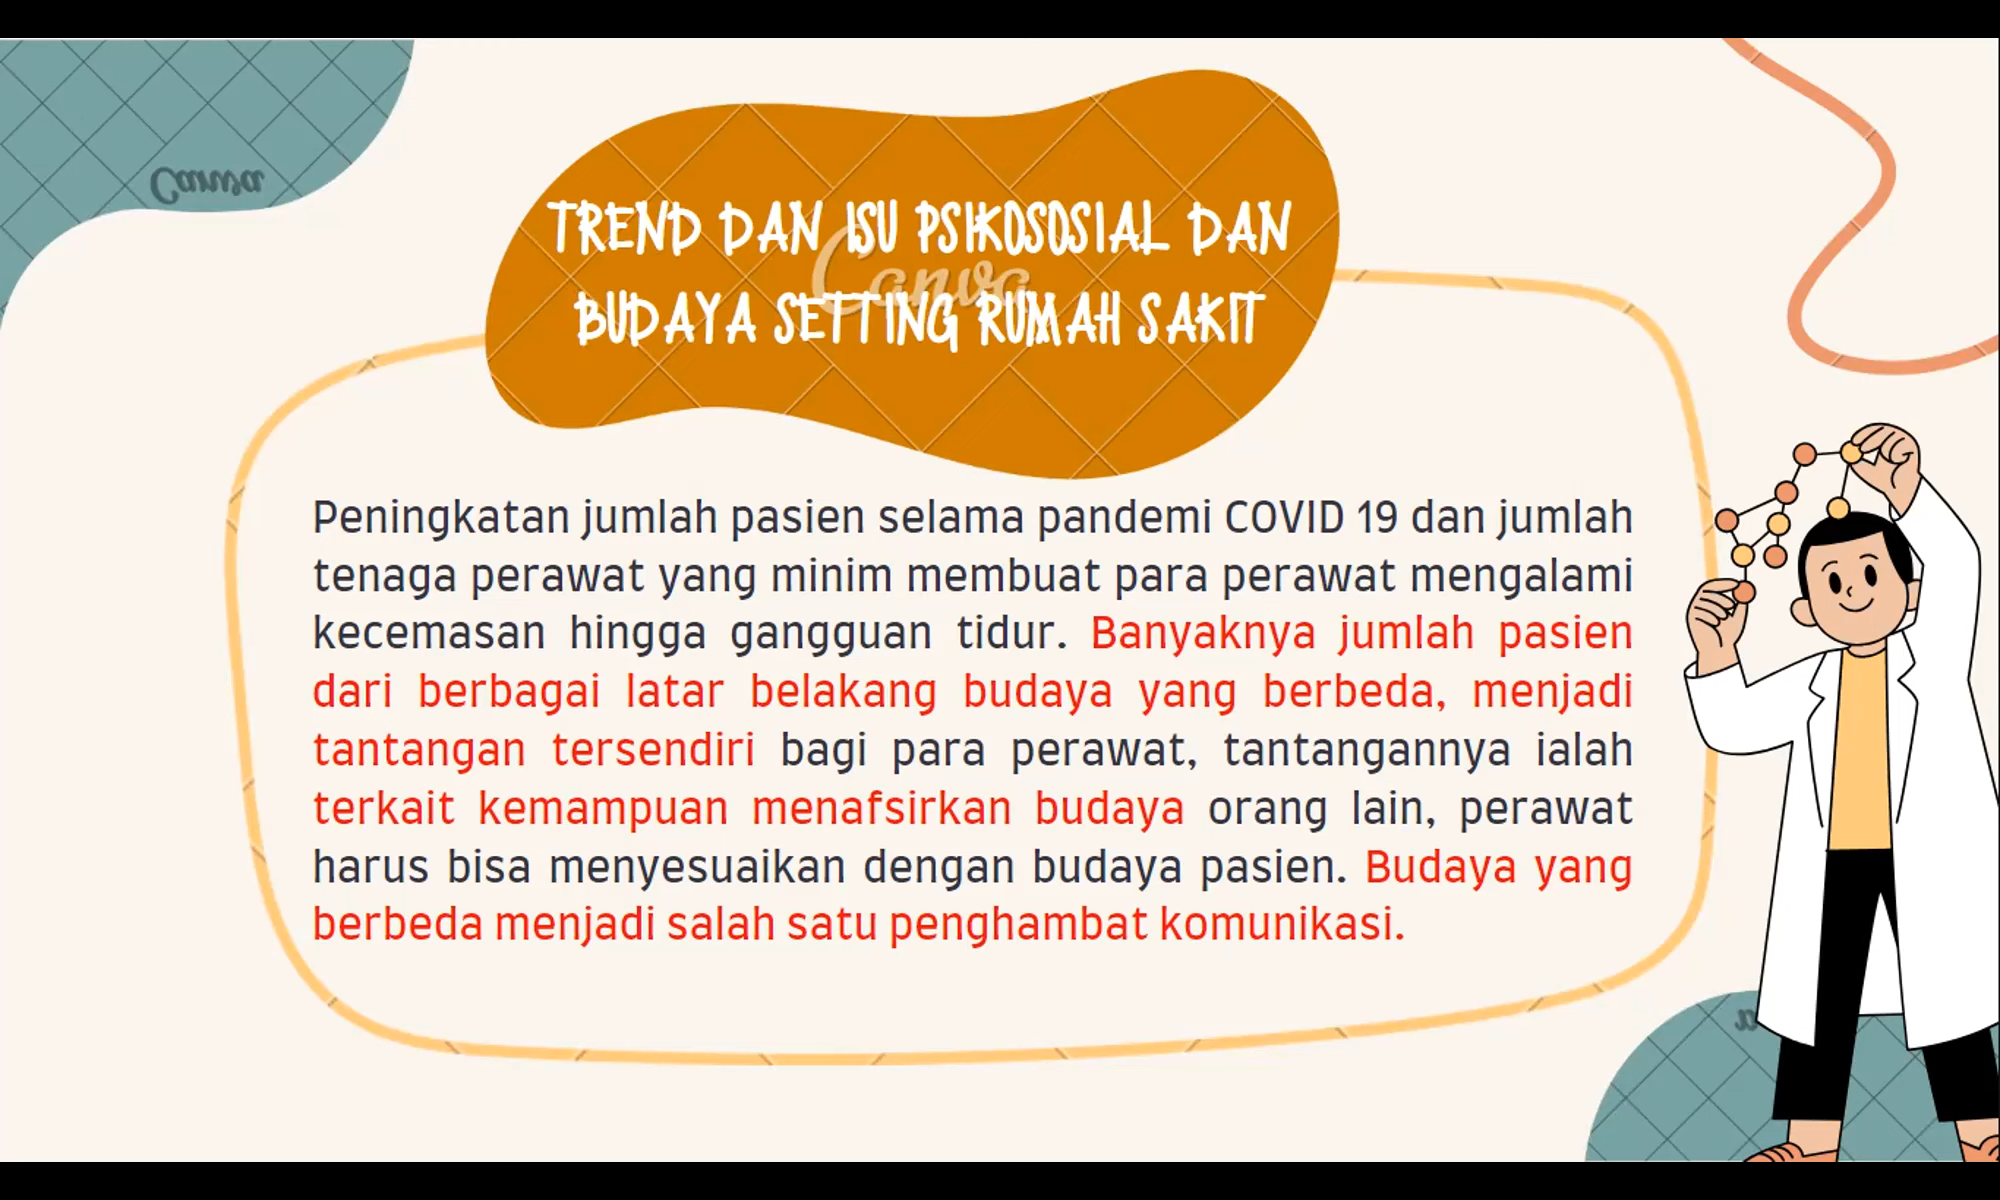 Canva
TREND DAN ISU PSIKOSOSIAL DAN
Canva
BUDAYA SETTING RUMAH SAKIT
Peningkatan jumlah pasien selama pandemi COVID 19 dan jumlah
tenaga perawat yang minim membuat para perawat mengalami
kecemasan hingga gangguan tidur. Banyaknya jumlah pasien
dari berbagai latar belakang budaya yang berbeda, menjadi
tantangan tersendiri bagi para perawat, tantangannya ialah
terkait kemampuan menafsirkan budaya orang lain, perawat
harus bisa menyesuaikan dengan budaya pasien. Budaya yang
berbeda menjadi salah satu penghambat komunikasi.